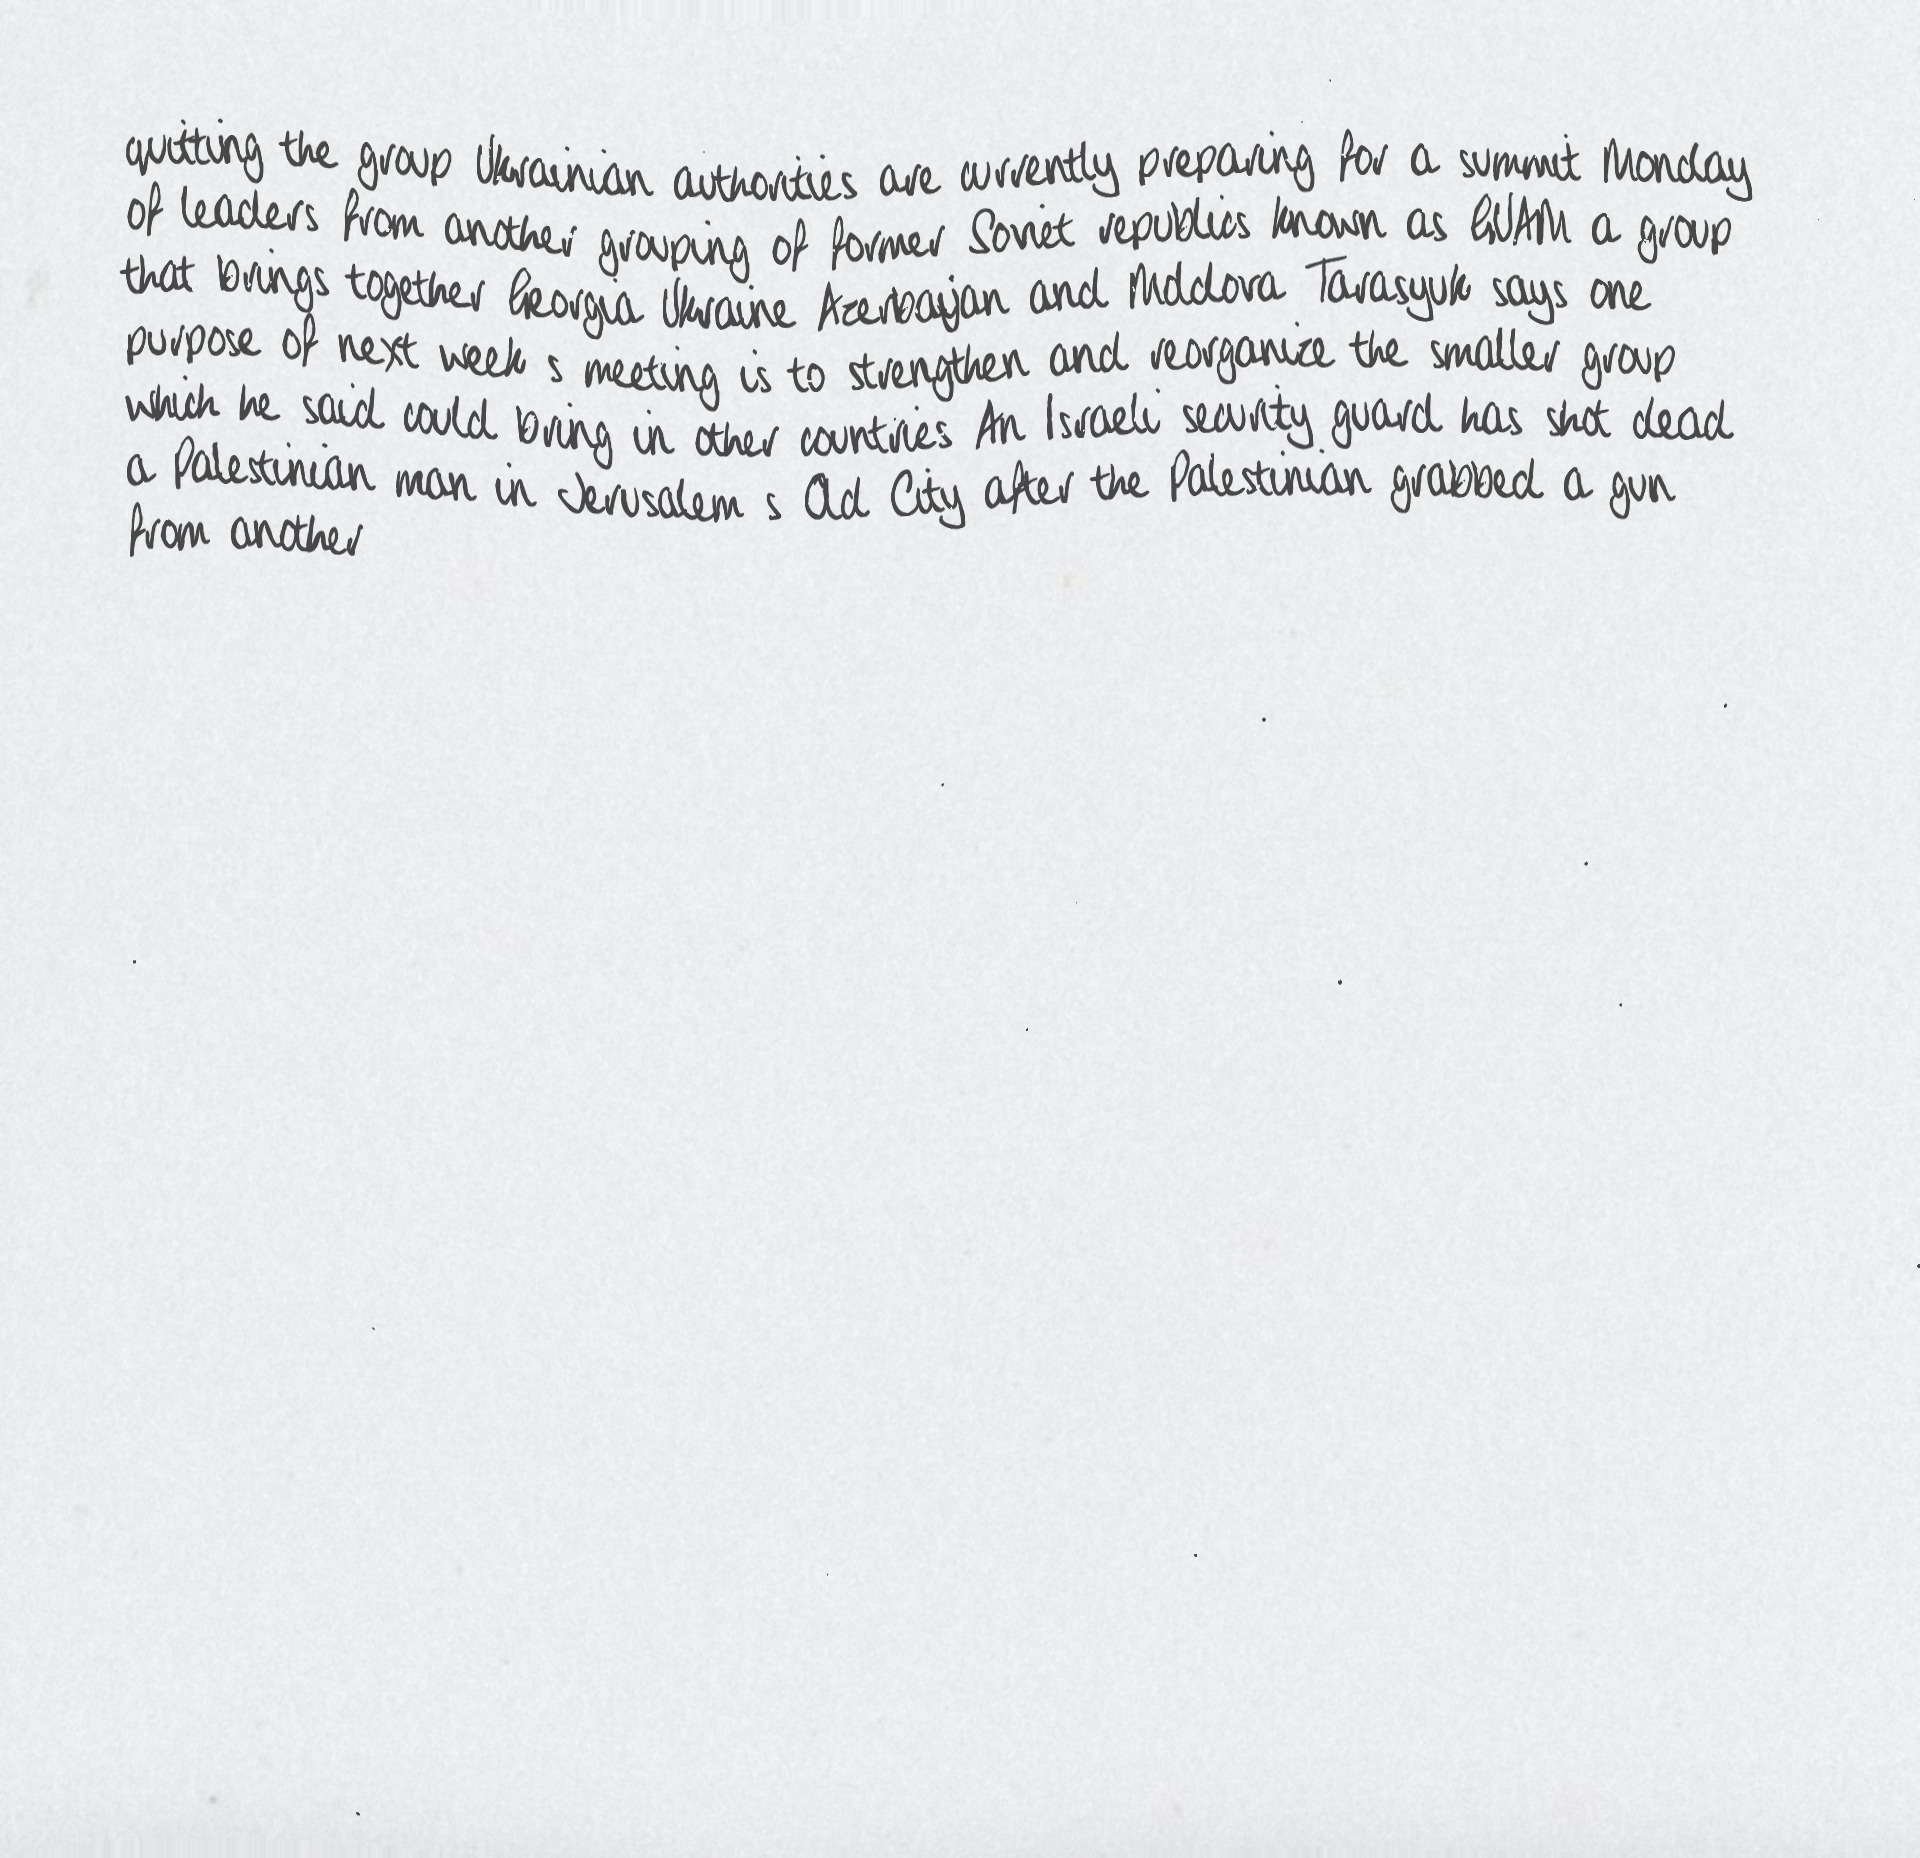 quitting the group Ukrainian authorities are currently preparing for a summit Monday
of leaders from another grouping of former Soviet republics known as GUAM a group
that brings together Georgia Ukraine Azerbaijan and Moldova Tarasyuk says one
purpose of next week s meeting is to strengthen and reorganize the smaller group
which he said could bring in other countries An Israeli security guard has shot dead
a Palestinian man in Jerusalem s Old City after the Palestinian grabbed a gun
from another